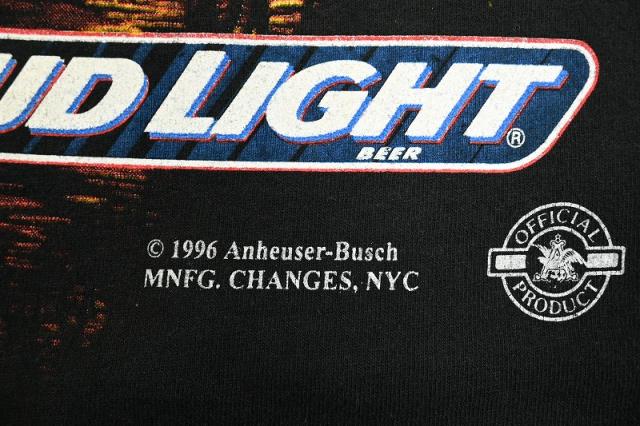 UD LIGHT®
BEER
© 1996 Anheuser-Busch
MNFG. CHANGES, NYC
OFFICIAL
PRODUCT